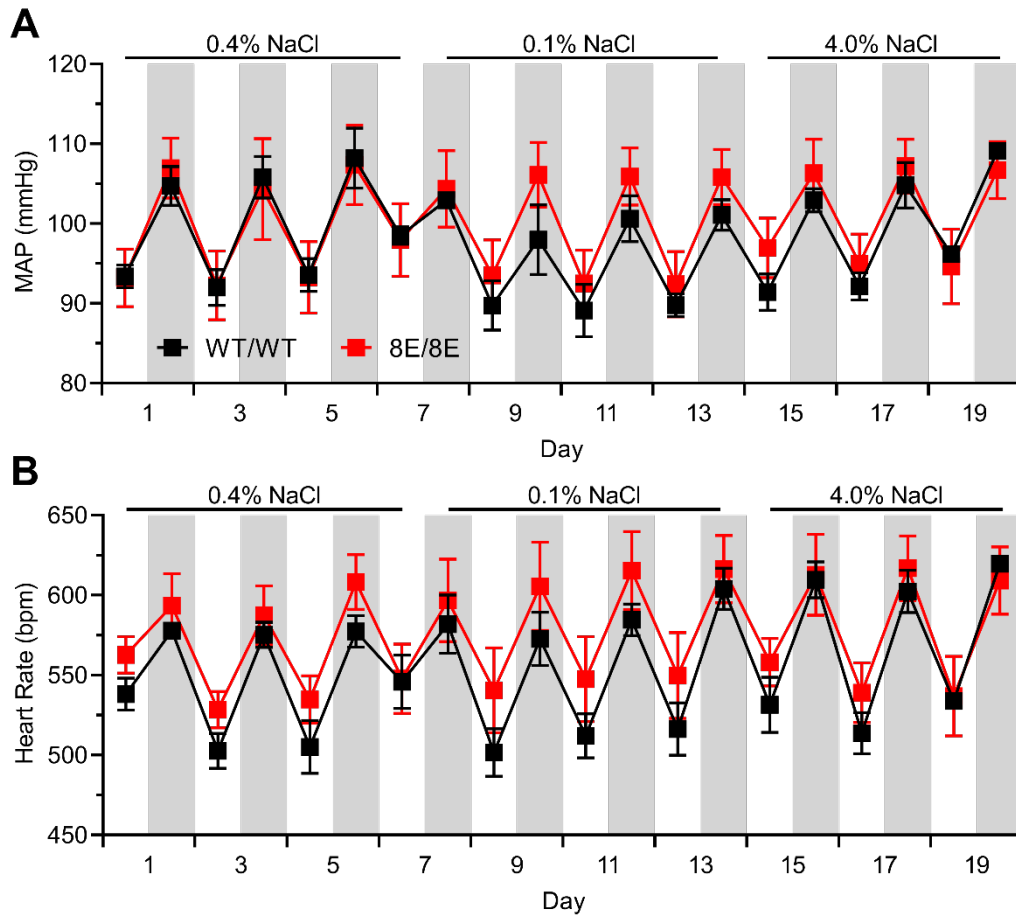 A
0.4% NaCl 0.1% NaCl 4.0% NaCl
120
110
100
90
80
MAP (mmHg)
WT/WT 8E/8E
1 3 5 7 9 11 13 15 17 19
Day
B
0.4% NaCl 0.1% NaCl 4.0% NaCl
650
600
550
500
450
Heart Rate (bpm)
1 3 5 7 9 11 13 15 17 19
Day